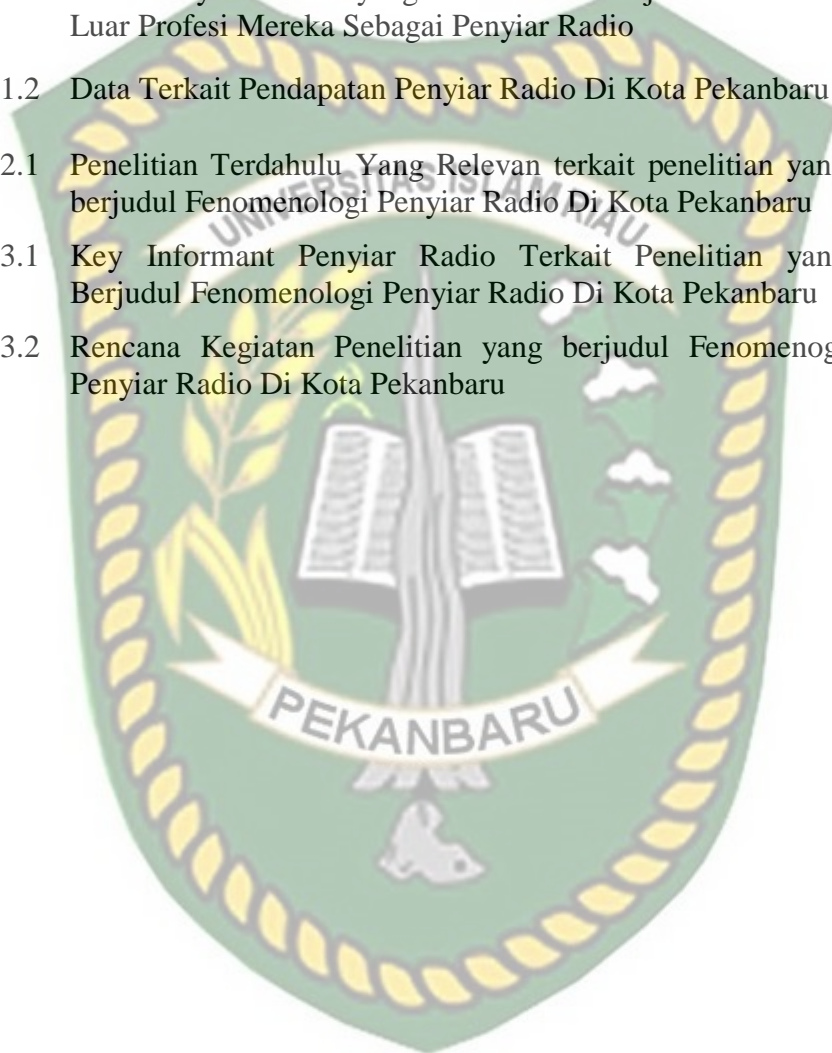 Luar Profesi Mereka Sebagai Penyiar Radio
1.2 Data Terkait Pendapatan Penyiar Radio Di Kota Pekanbaru
2.1 Penelitian Terdahulu Yang Relevan terkait penelitian yan
berjudul Fenomenologi Penyiar Radio Di Kota Pekanbaru
UNIVERSITAS ISLAM RIAU
3.1 Key Informant Penyiar Radio Terkait Penelitian yan
Berjudul Fenomenologi Penyiar Radio Di Kota Pekanbaru
3.2 Rencana Kegiatan Penelitian yang berjudul Fenomenog
Penyiar Radio Di Kota Pekanbaru
PEKANBARU